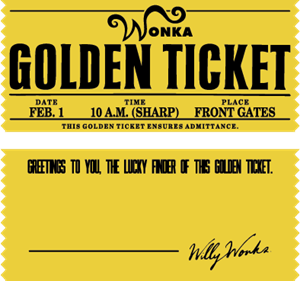 WONKA
GOLDEN TICKET
DATE TIME PLACE
FEB. 1 10 A.M. (SHARP) FRONT GATES
THIS GOLDEN TICKET ENSURES ADMITTANCE.
GREETINGS TO YOU, THE LUCKY FINDER OF THIS GOLDEN TICKET.
Willy Wonka